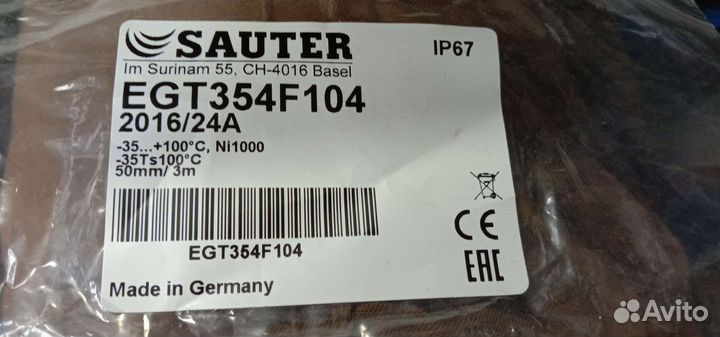 SAUTER
IP67
Im Surinam 55, CH-4016 Basel
EGT354F104
2016/24A
-35...+100°C, Ni1000
-35Ts100°C
50mm/ 3m
CE
EAC
EGT354F104
Made in Germany
Avito